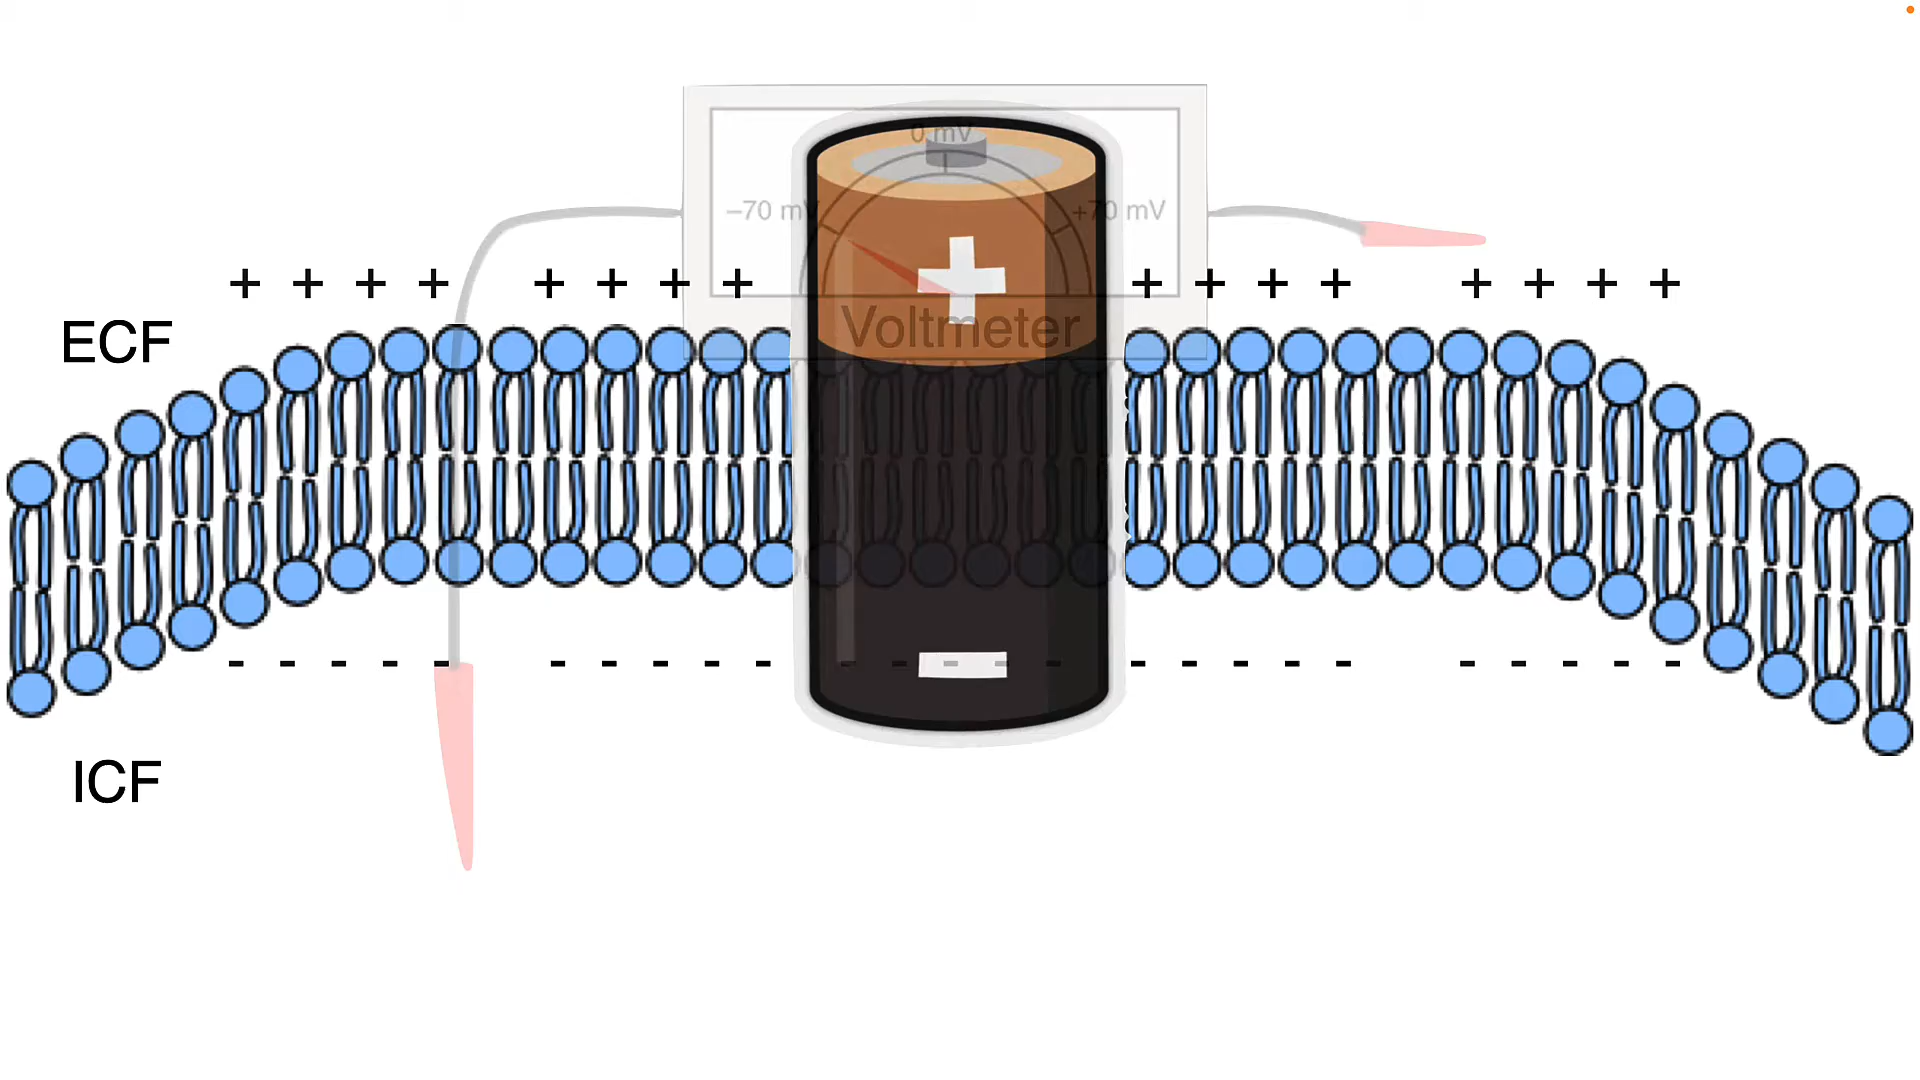 0 mV
–70 mV +70 mV
+ + + + + + + + + + + + + + + + +
Voltmeter
ECF
- - - - - - - - - - - - - - - - - - - - - - - -
ICF